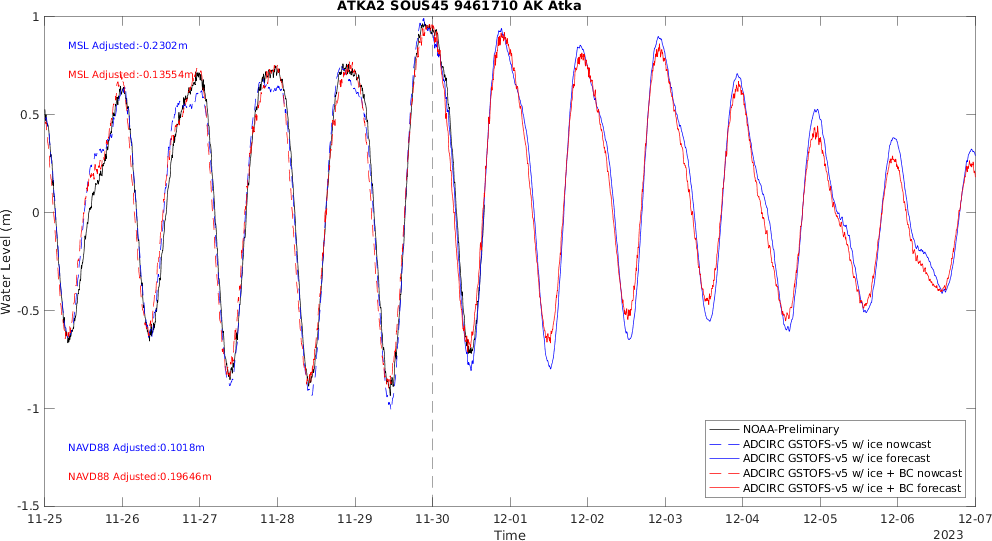 ATKA2 SOUS45 9461710 AK Atka
1
MSL Adjusted:-0.2302m
MSL Adjusted:-0.13554m
0.5
0
Water Level (m)
-0.5
-1
NAVD88 Adjusted:0.1018m
NAVD88 Adjusted:0.19646m
-1.5
NOAA-Preliminary
ADCIRC GSTOFS-v5 w/ ice nowcast
ADCIRC GSTOFS-v5 w/ ice forecast
ADCIRC GSTOFS-v5 w/ ice + BC nowcast
ADCIRC GSTOFS-v5 w/ ice + BC forecast
11-25 11-26 11-27 11-28 11-29 11-30 12-01 12-02 12-03 12-04 12-05 12-06 12-07
Time
2023